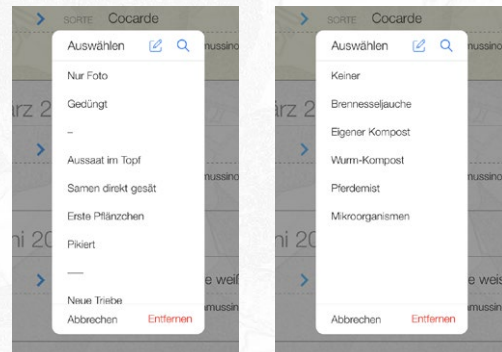 SORTE Cocarde
Auswählen
Nur Foto
Gedüngt
–
Aussaat im Topf
Samen direkt gesät
Erste Pflänzchen
Pikiert
——
Neue Triebe
Abbrechen Entfernen
SORTE Cocarde
Auswählen
Keiner
Brennesseljauche
Eigener Kompost
Wurm-Kompost
Pferdemist
Mikroorganismen
Abbrechen Entfernen